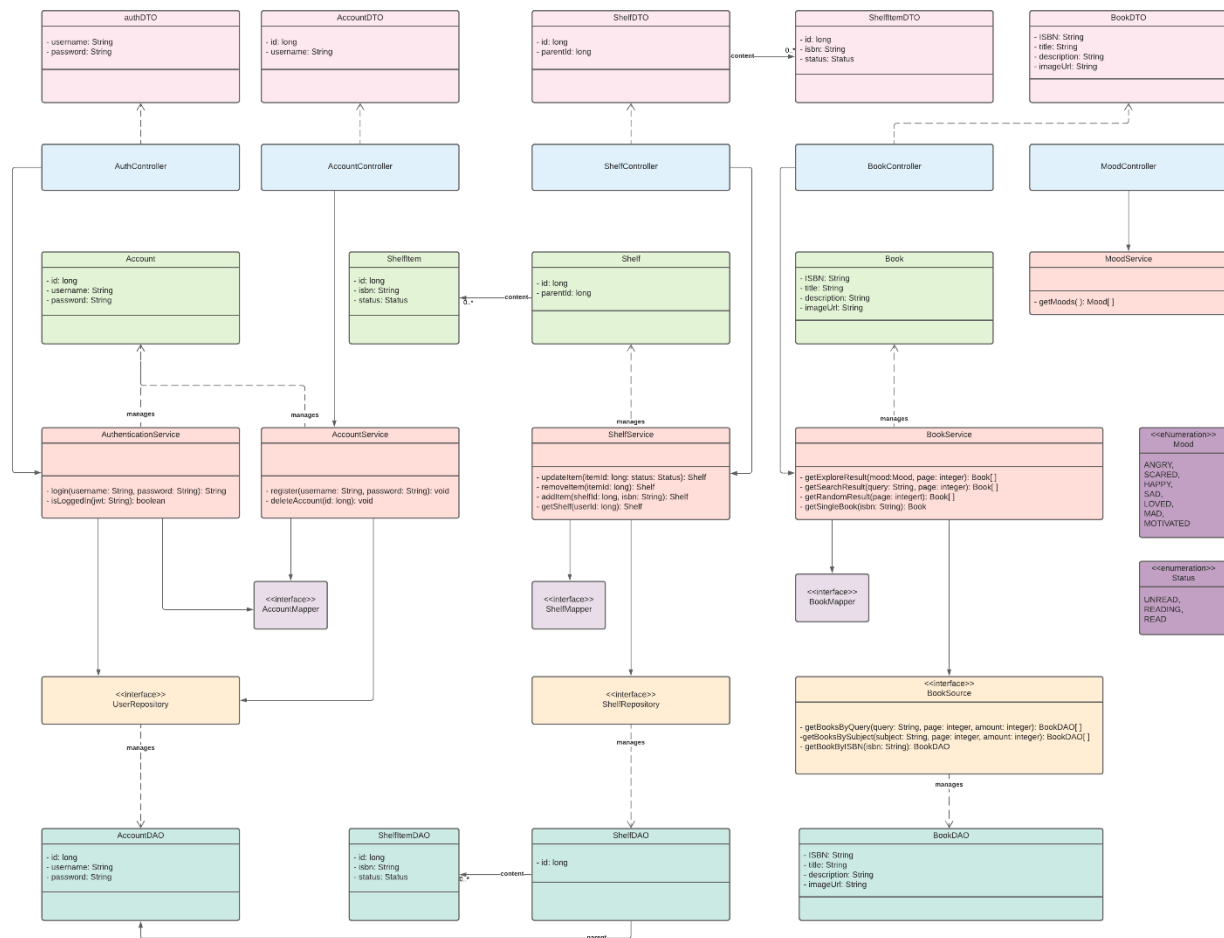 authDTO
- username: String
- password: String
AccountDTO
- id: long
- username: String
ShelfDTO
- id: long
- parentId: long
content
0..*
ShelfItemDTO
- id: long
- isbn: String
- status: Status
BookDTO
- ISBN: String
- title: String
- description: String
- imageUrl: String
AuthController
AccountController
ShelfController
BookController
MoodController
Account
- id: long
- username: String
- password: String
ShelfItem
- id: long
- isbn: String
- status: Status
0..*
content
Shelf
- id: long
- parentId: long
Book
- ISBN: String
- title: String
- description: String
- imageUrl: String
MoodService
- getMoods( ): Mood[ ]
manages
manages
manages
manages
AuthenticationService
- login(username: String, password: String): String
- isLoggedIn(jwt: String): boolean
AccountService
- register(username: String, password: String): void
- deleteAccount(id: long): void
ShelfService
- updateItem(itemId: long; status: Status): Shelf
- removeItem(itemId: long): Shelf
- addItem(shelfId: long, isbn: String): Shelf
- getShelf(userId: long): Shelf
BookService
- getExploreResult(mood:Mood, page: integer): Book[ ]
- getSearchResult(query: String, page: integer): Book[ ]
- getRandomResult(page: integert): Book[ ]
- getSingleBook(isbn: String): Book
<<eNumeration>>
Mood
ANGRY,
SCARED,
HAPPY,
SAD,
LOVED,
MAD,
MOTIVATED
<<interface>>
AccountMapper
<<interface>>
ShelfMapper
<<interface>>
BookMapper
<<enumeration>>
Status
UNREAD,
READING,
READ
<<interface>>
UserRepository
<<interface>>
ShelfRepository
<<interface>>
BookSource
- getBooksByQuery(query: String, page: integer, amount: integer): BookDAO[ ]
-getBooksBySubject(subject: String, page: integer, amount: integer): BookDAO[ ]
- getBookByISBN(isbn: String): BookDAO
manages
manages
manages
AccountDAO
- id: long
- username: String
- password: String
ShelfItemDAO
- id: long
- isbn: String
- status: Status
0..*
content
ShelfDAO
- id: long
BookDAO
- ISBN: String
- title: String
- description: String
- imageUrl: String
parent